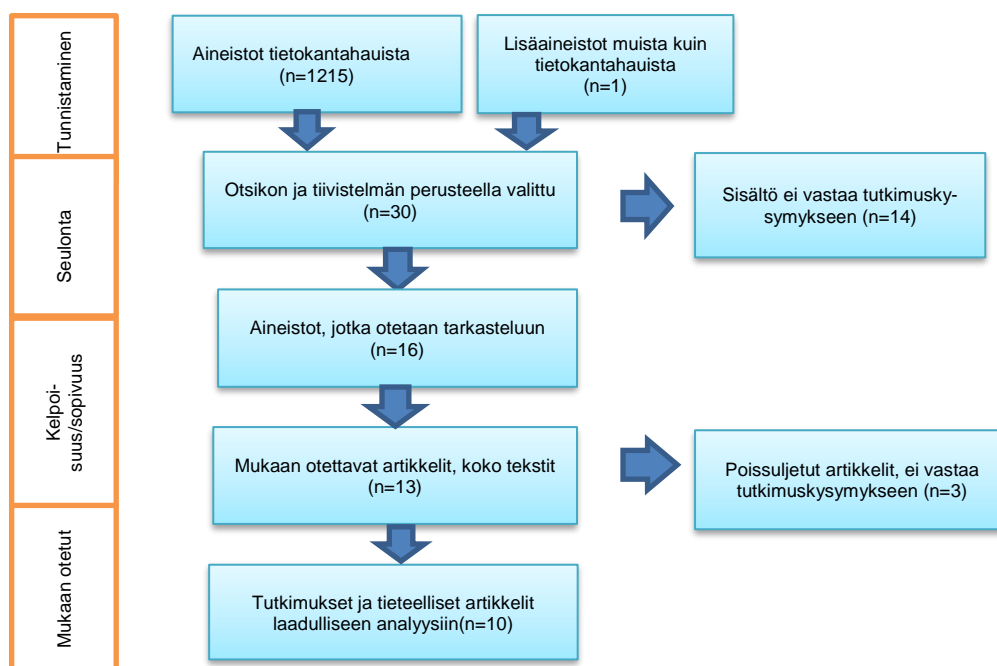 Tunnistaminen
Aineistot tietokantahauista
(n=1215)
Lisäaineistot muista kuin
tietokantahauista
(n=1)
Seulonta
Otsikon ja tiivistelmän perusteella valittu
(n=30)
Sisältö ei vastaa tutkimusky-
symykseen (n=14)
Aineistot, jotka otetaan tarkasteluun
(n=16)
Kelpoi-
suus/sopivuus
Mukaan otettavat artikkelit, koko tekstit
(n=13)
Poissuljetut artikkelit, ei vastaa
tutkimuskysymykseen (n=3)
Mukaan otetut
Tutkimukset ja tieteelliset artikkelit
laadulliseen analyysiin(n=10)